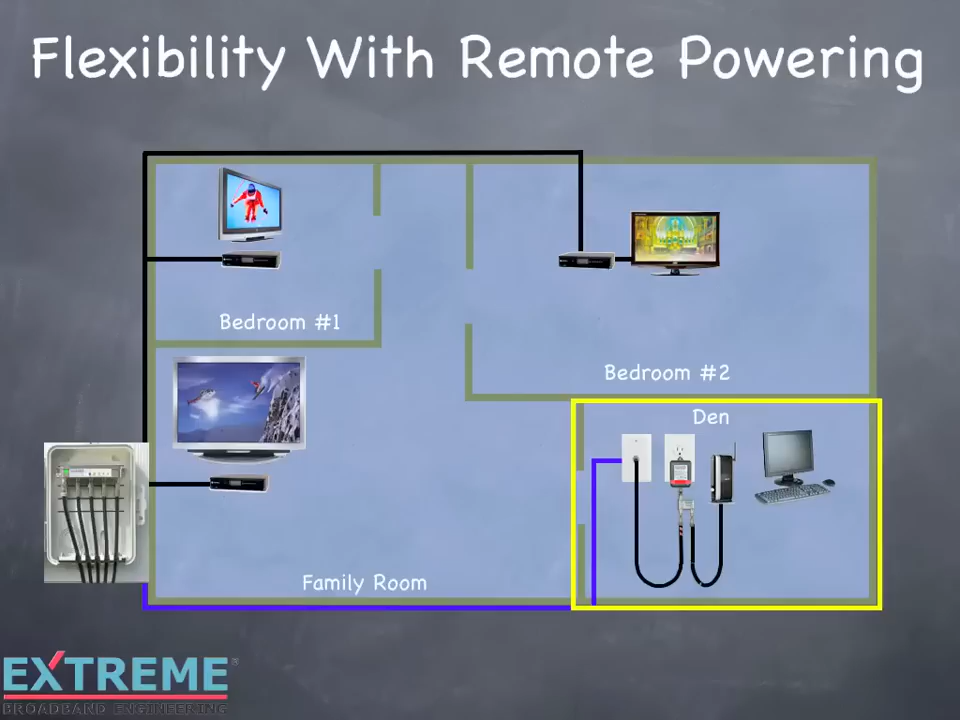 Flexibility With Remote Powering
Bedroom #1
Bedroom #2
Den
Family Room
EXTREME
BROADBAND ENGINEERING